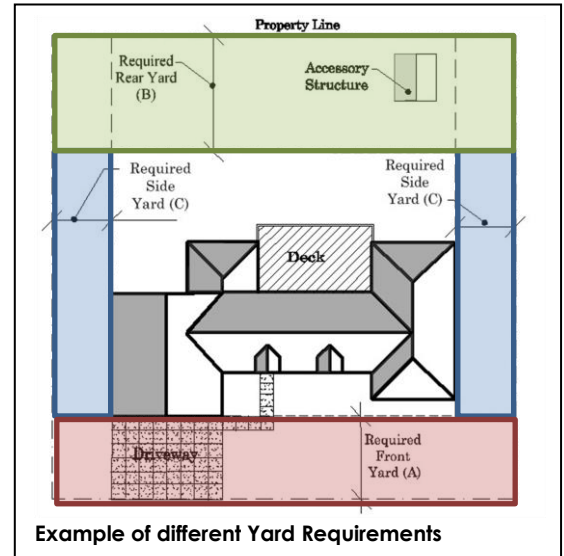 Property Line
Required
Rear Yard
(B)
Accessory
Structure
Required
Side
Yard (C)
Required
Side
Yard (C)
Deck
Driveway
Required
Front
Yard (A)
Example of different Yard Requirements